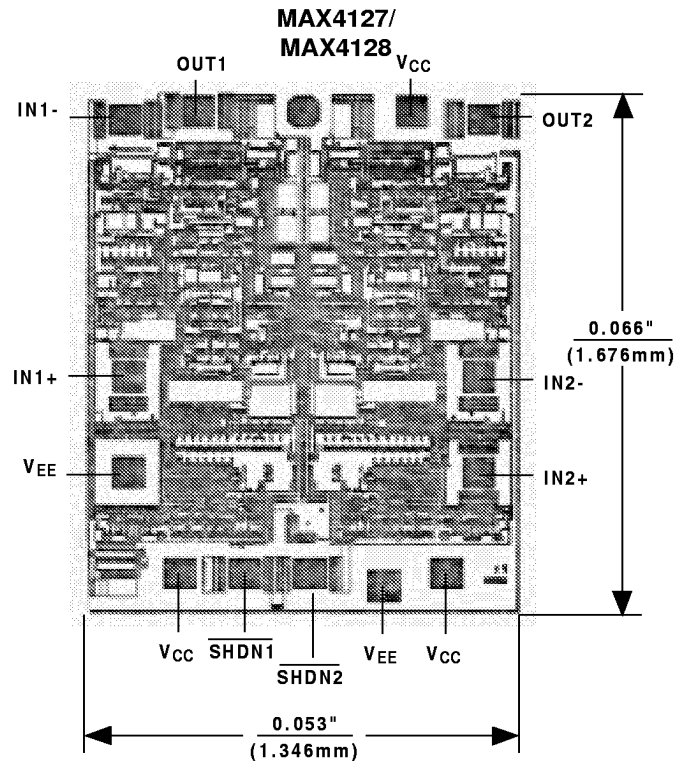 MAX4127/
MAX4128
OUT1
VCC
IN1-
OUT2
0.066"
(1.676mm)
IN1+
IN2-
VEE
IN2+
VCC
SHDN1
SHDN2
VEE
VCC
0.053"
(1.346mm)